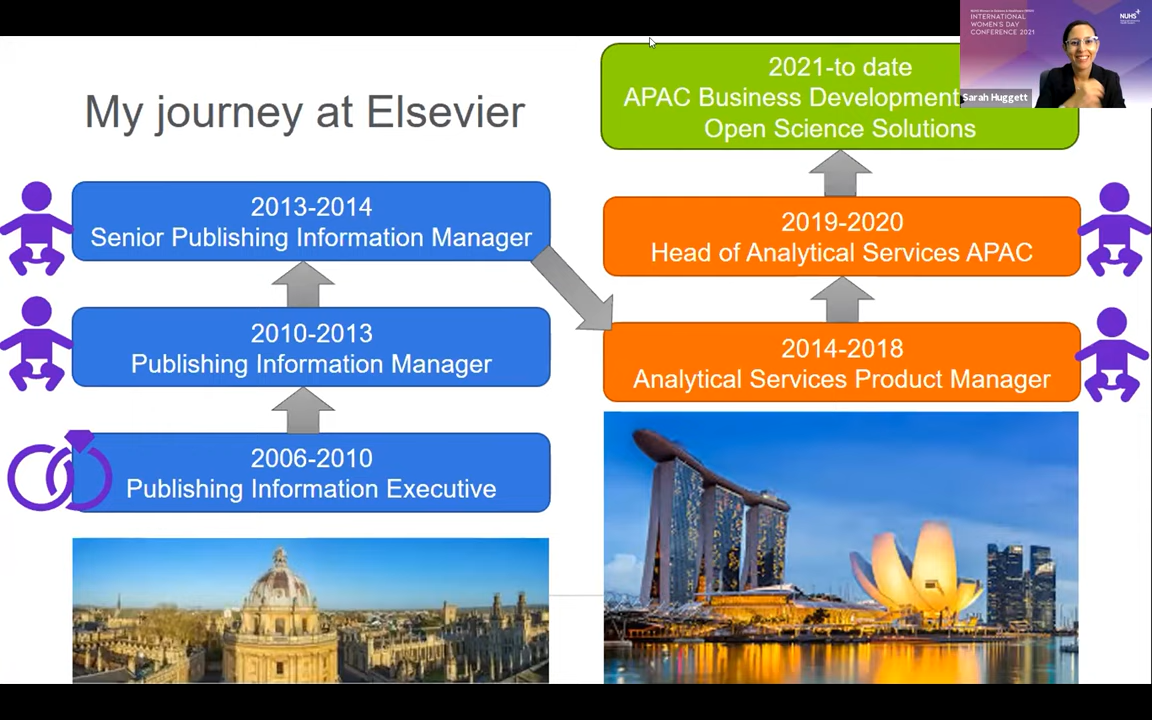 My journey at Elsevier
2013-2014
Senior Publishing Information Manager
2010-2013
Publishing Information Manager
2006-2010
Publishing Information Executive
2021-to date
APAC Business Development
Open Science Solutions
2019-2020
Head of Analytical Services APAC
2014-2018
Analytical Services Product Manager
INTERNATIONAL
WOMEN'S DAY
CONFERENCE 2021
NUHS
Sarah Huggett